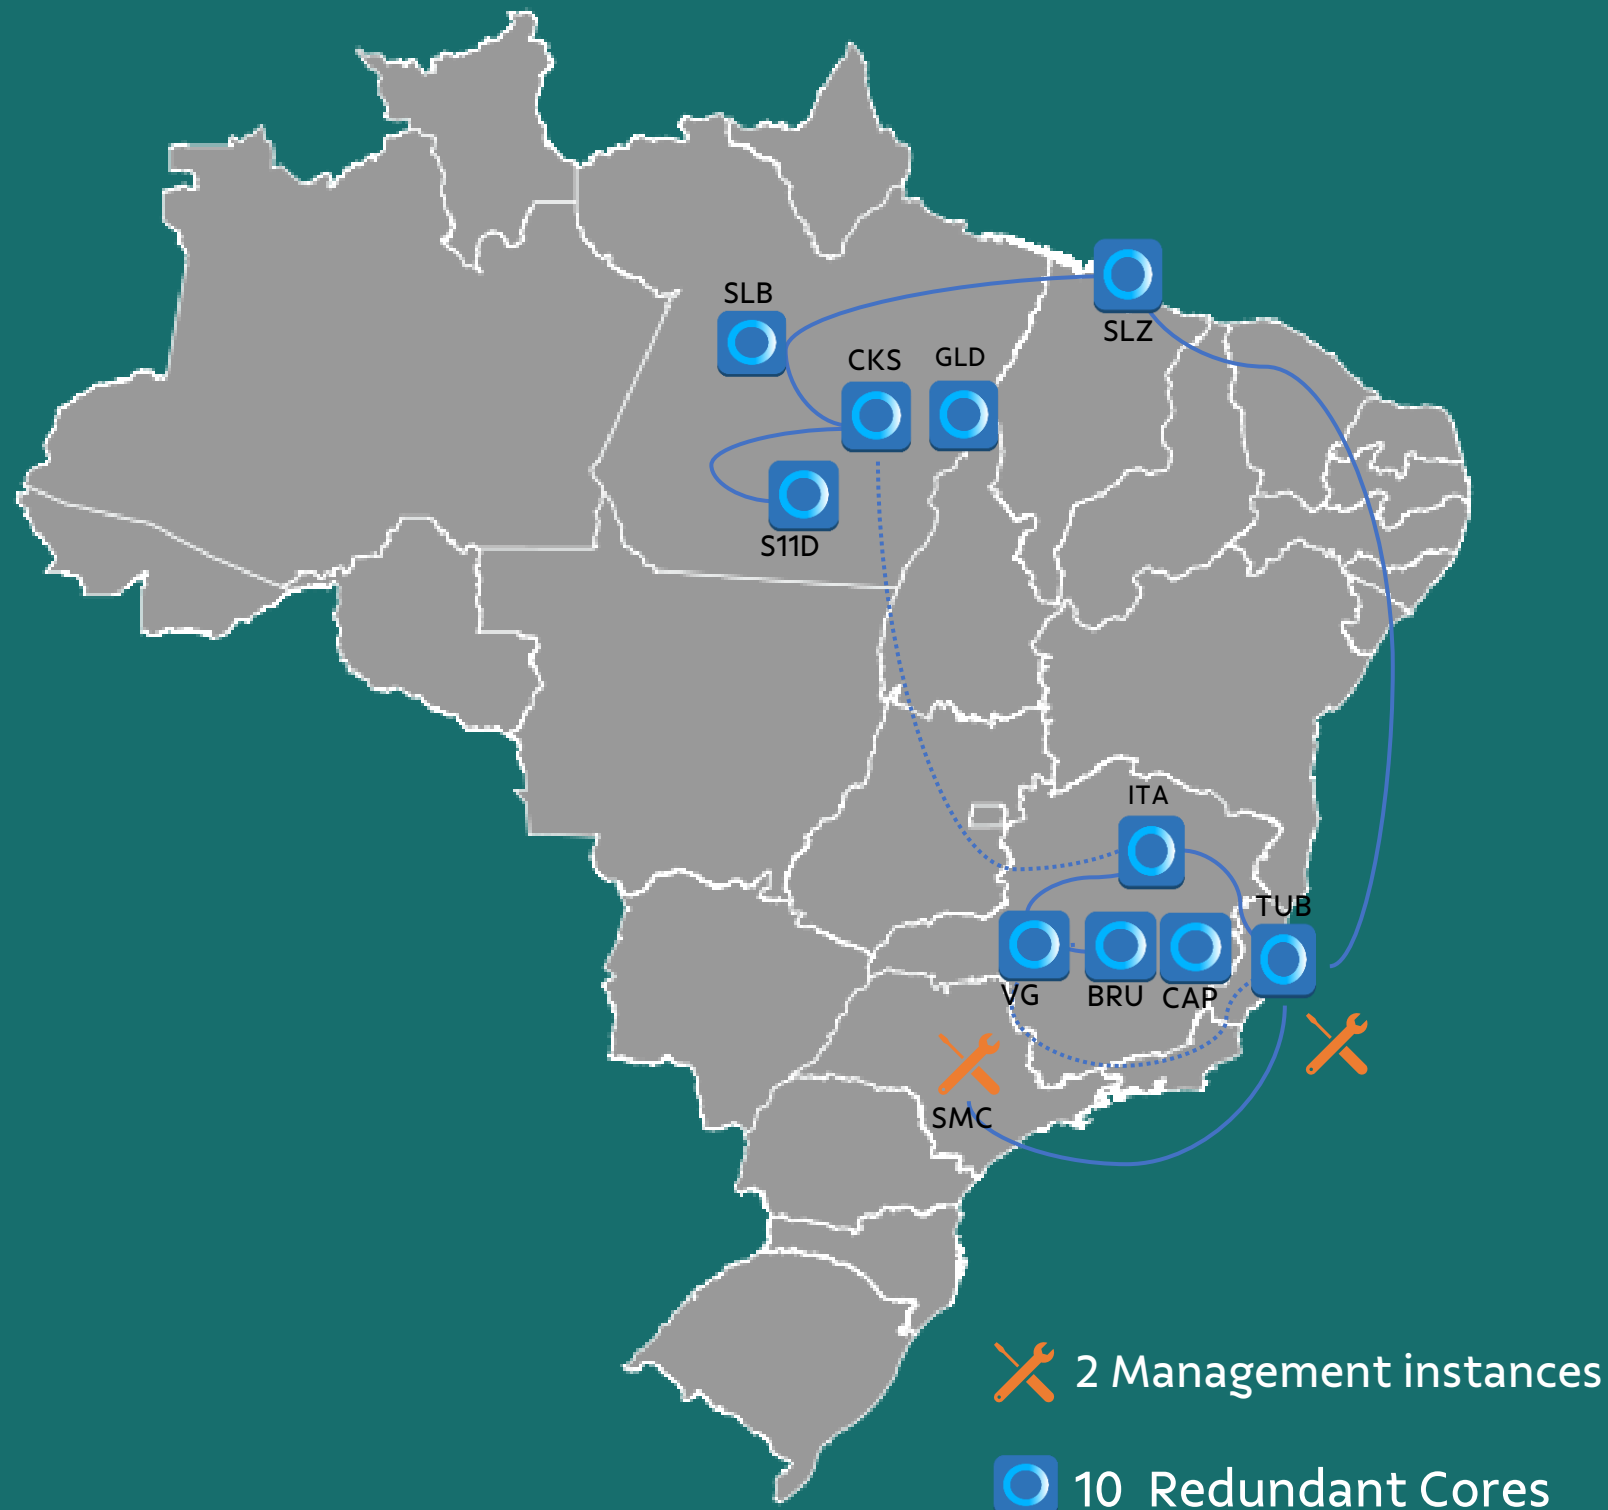 SLB
SLZ
CKS
GLD
S11D
ITA
TUB
VG
BRU
CAP
SMC
2 Management instances
10 Redundant Cores